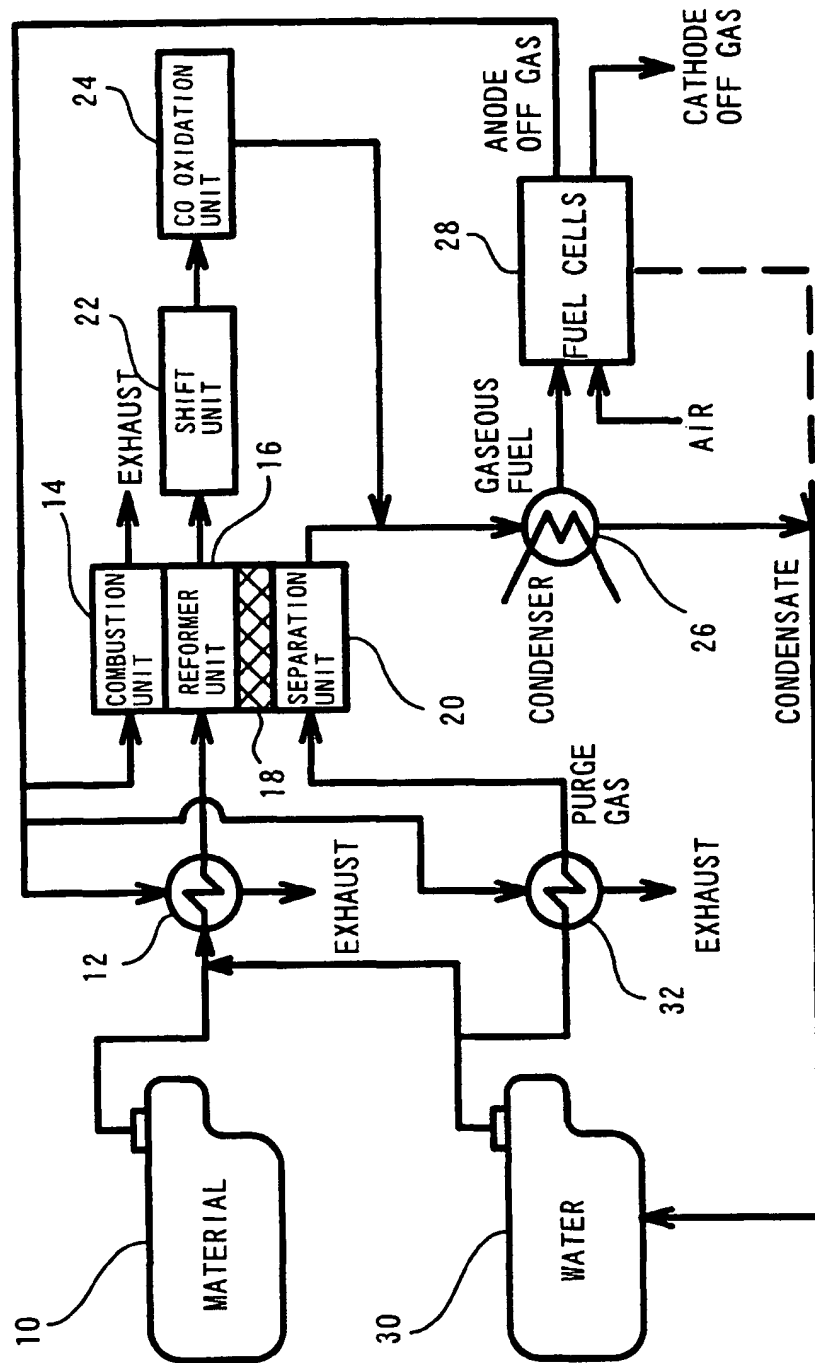 10
MATERIAL
12
EXHAUST
14
COMBUSTION
UNIT
EXHAUST
REFORMER
UNIT
16
18
SEPARATION
UNIT
20
22
SHIFT
UNIT
24
CO OXIDATION
UNIT
30
WATER
32
EXHAUST
PURGE
GAS
CONDENSER
26
GASEOUS
FUEL
CONDENSATE
AIR
28
FUEL CELLS
ANODE
OFF GAS
CATHODE
OFF GAS